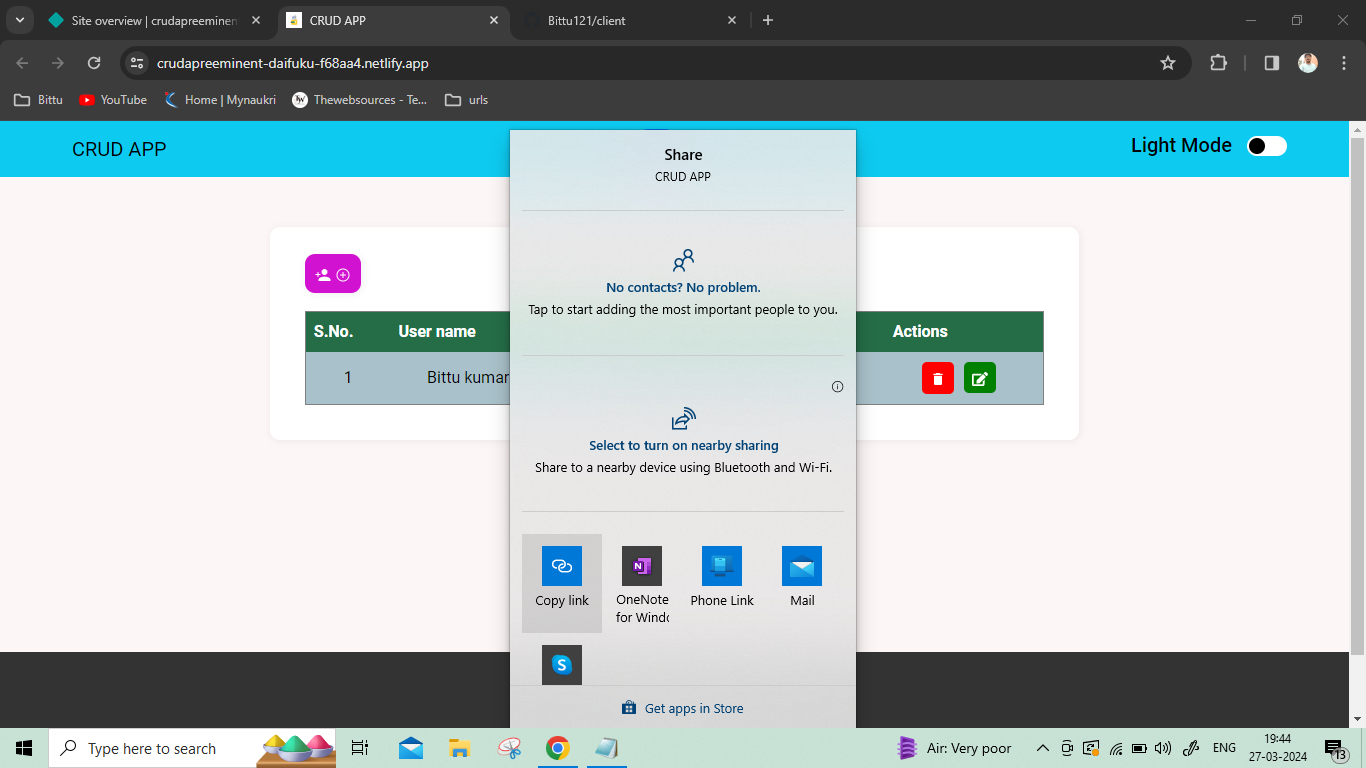 Site overview | crudapreeminen
CRUD APP
Bittu121/client
crudapreeminent-daifuku-f68aa4.netlify.app
Bittu
YouTube
Home | Mynaukri
Thewebsources - Te...
urls
CRUD APP
Light Mode
Share
CRUD APP
No contacts? No problem.
Tap to start adding the most important people to you.
S.No.
User name
Actions
1
Bittu kumar
Select to turn on nearby sharing
Share to a nearby device using Bluetooth and Wi-Fi.
Copy link
OneNote
for Windo
Phone Link
Mail
Get apps in Store
Type here to search
Air: Very poor
ENG
19:44
27-03-2024
13